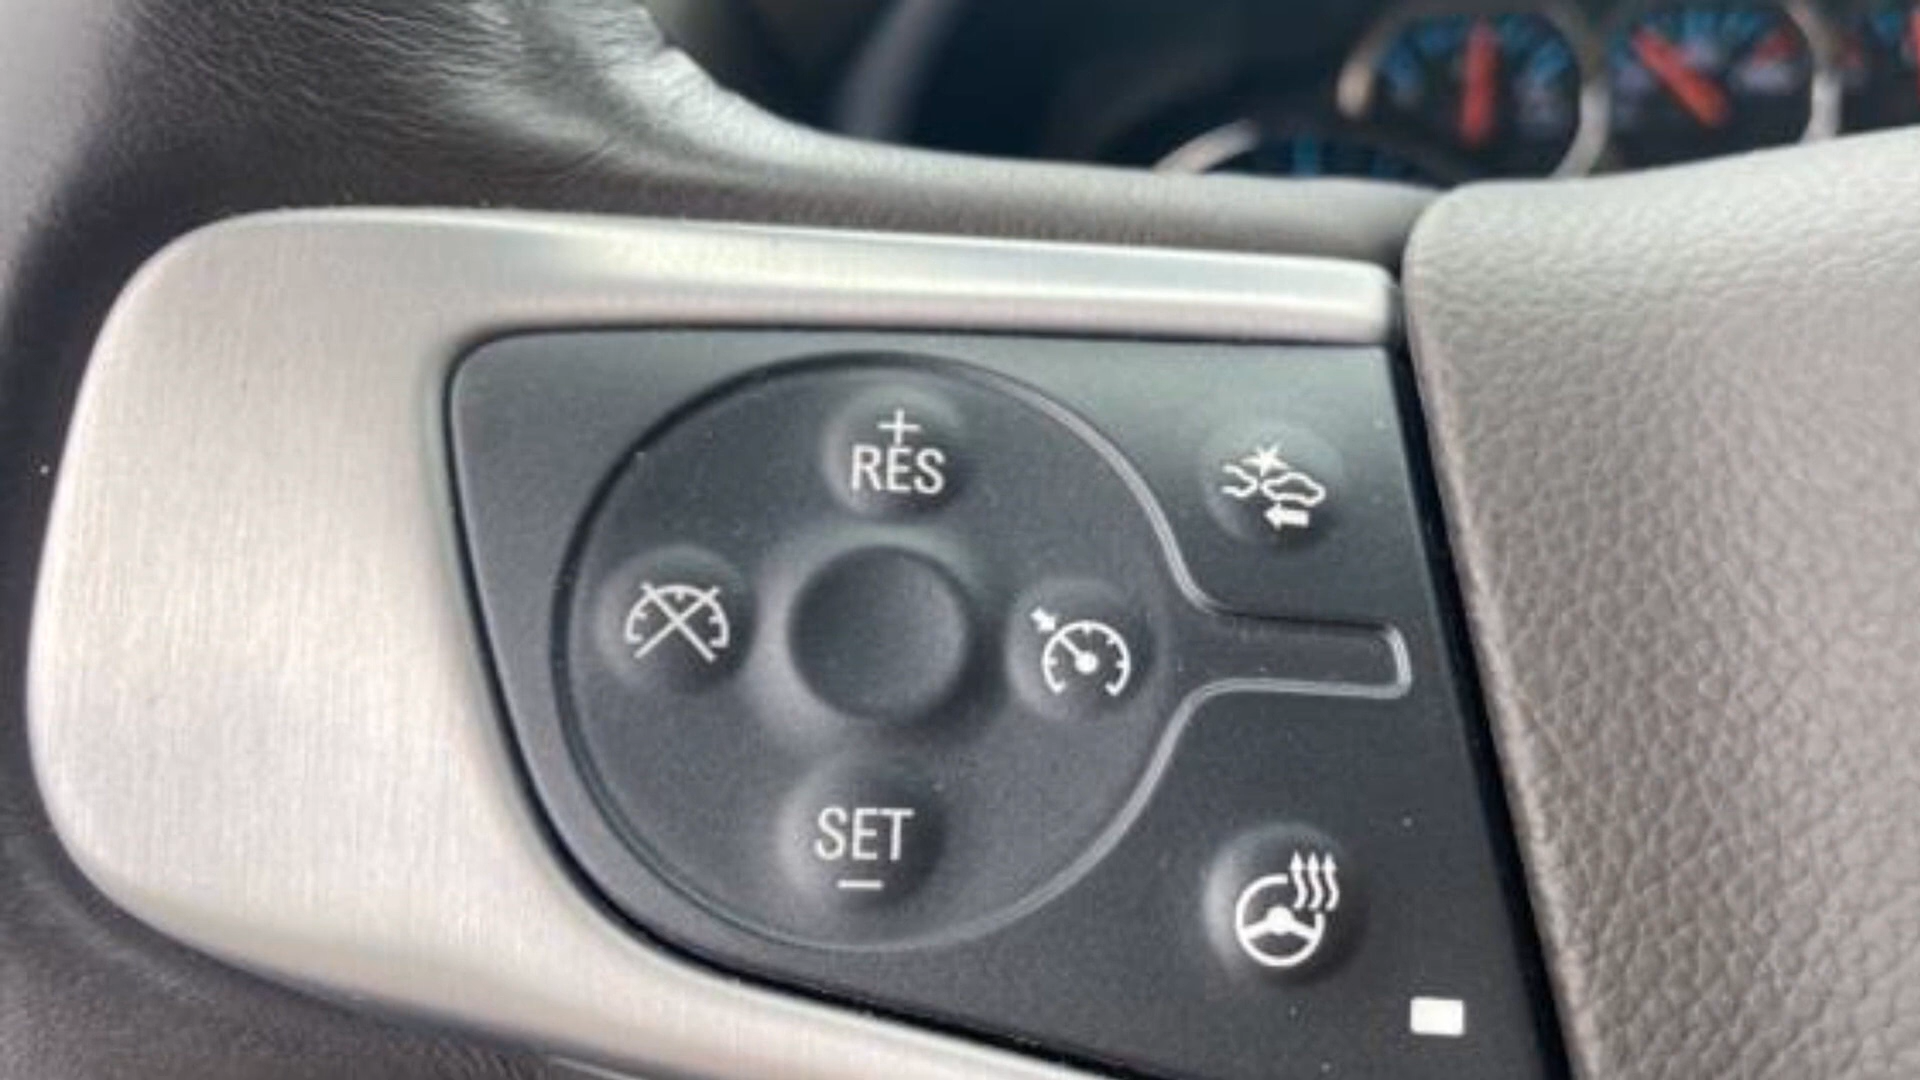 +
RES
SET
–